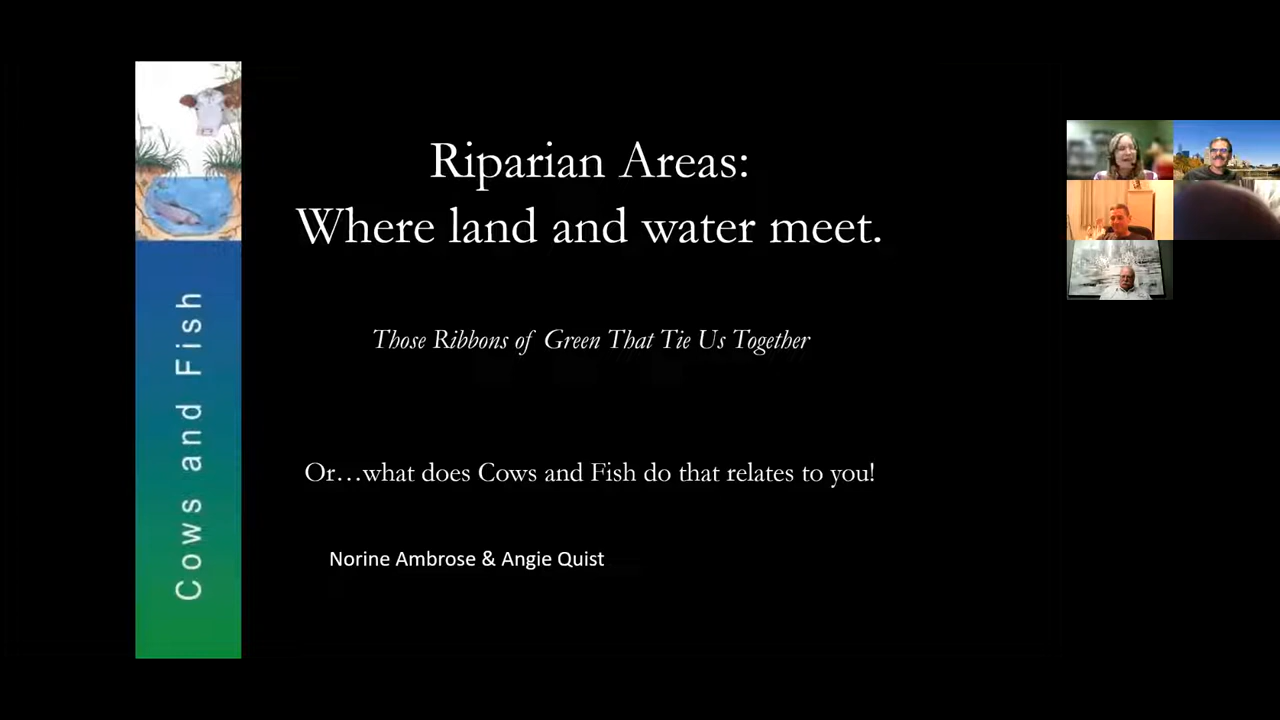 Riparian Areas:
Where land and water meet.
Those Ribbons of Green That Tie Us Together
Or…what does Cows and Fish do that relates to you!
Norine Ambrose & Angie Quist
Cows and Fish